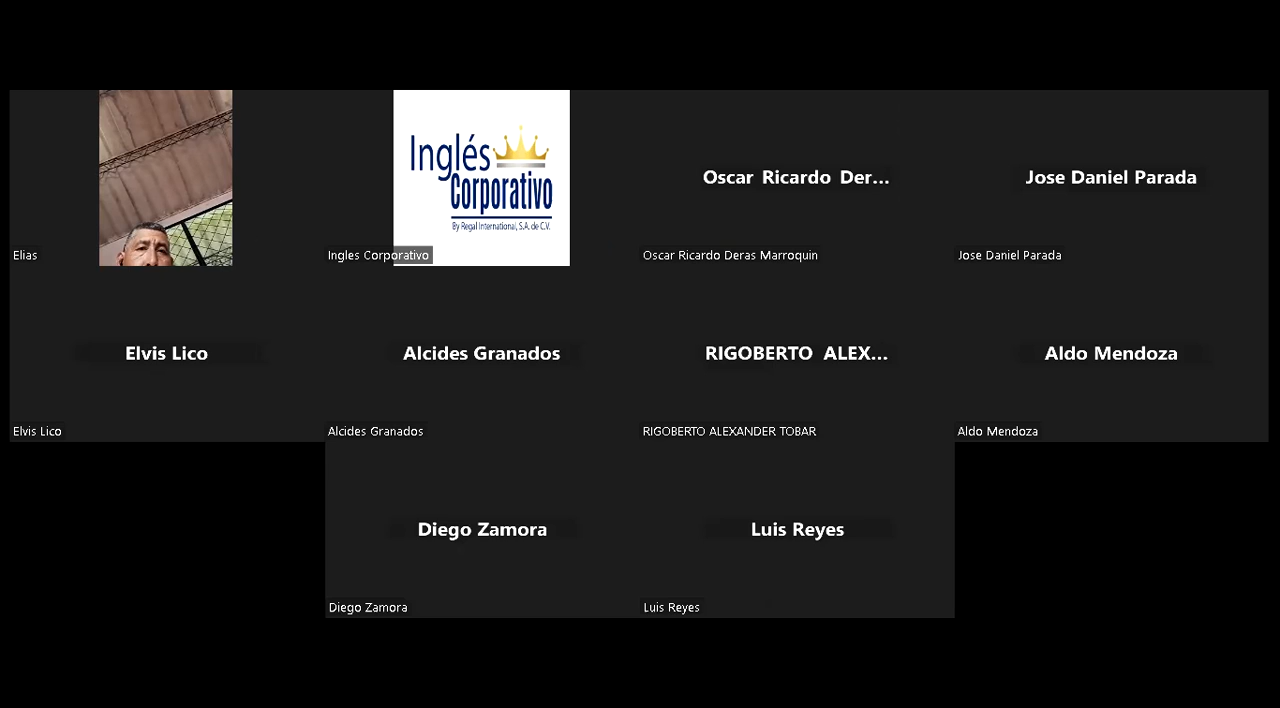 Inglés
Corporativo
By Regal International, S.A. de C.V.
Oscar Ricardo Der...
Jose Daniel Parada
Elias
Ingles Corporativo
Oscar Ricardo Deras Marroquin
Jose Daniel Parada
Elvis Lico
Alcides Granados
RIGOBERTO ALEX...
Aldo Mendoza
Elvis Lico
Alcides Granados
RIGOBERTO ALEXANDER TOBAR
Aldo Mendoza
Diego Zamora
Luis Reyes
Diego Zamora
Luis Reyes